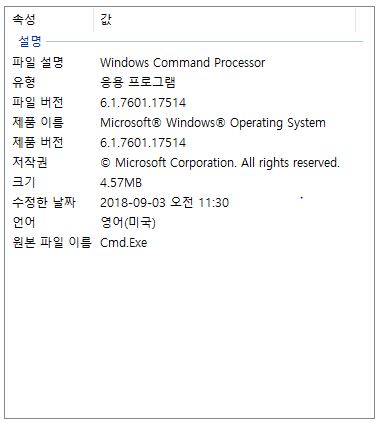 속성 값
설명
파일 설명 Windows Command Processor
유형 응용 프로그램
파일 버전 6.1.7601.17514
제품 이름 Microsoft® Windows® Operating System
제품 버전 6.1.7601.17514
저작권 © Microsoft Corporation. All rights reserved.
크기 4.57MB
수정한 날짜 2018-09-03 오전 11:30
언어 영어(미국)
원본 파일 이름 Cmd.Exe